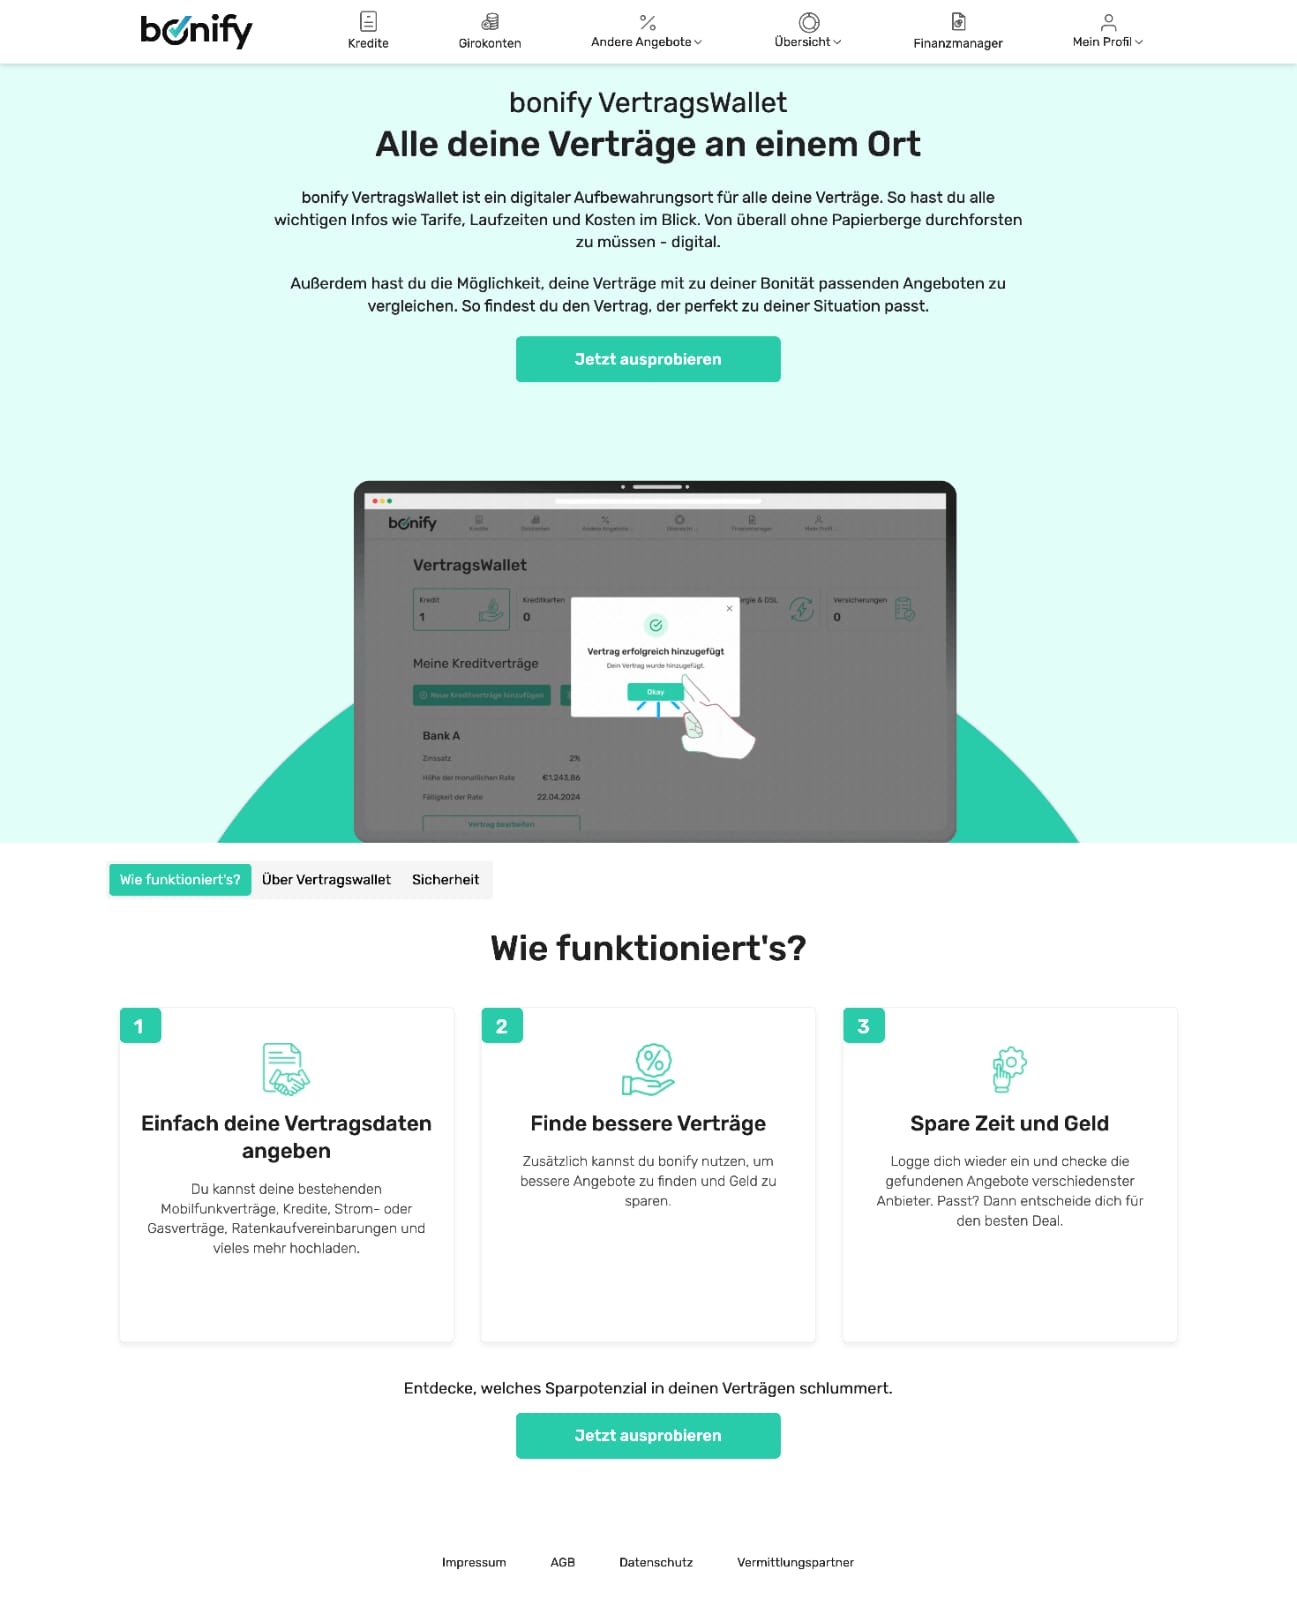 bonify
Kredite
Girokonten
Andere Angebote
Übersicht
Finanzmanager
Mein Profil
bonify VertragsWallet
Alle deine Verträge an einem Ort
bonify VertragsWallet ist ein digitaler Aufbewahrungsort für alle deine Verträge. So hast du alle
wichtigen Infos wie Tarife, Laufzeiten und Kosten im Blick. Von überall ohne Papierberge durchforsten
zu müssen - digital.
Außerdem hast du die Möglichkeit, deine Verträge mit zu deiner Bonität passenden Angeboten zu
vergleichen. So findest du den Vertrag, der perfekt zu deiner Situation passt.
Jetzt ausprobieren
bonify
Kredite
Girokonten
Andere Angebote
Übersicht
Finanzmanager
Mein Profil
VertragsWallet
Kredit
1
Kreditkarten
0
rgie & DSL
Versicherungen
0
Vertrag erfolgreich hinzugefügt
Dein Vertrag wurde hinzugefügt.
Okay
Meine Kreditverträge
Neue Kreditverträge hinzufügen
Bank A
Zinssatz 2%
Höhe der monatlichen Rate €1.243,86
Fälligkeit der Rate 22.04.2024
Vertrag bearbeiten
Wie funktioniert's?
Über Vertragswallet
Sicherheit
Wie funktioniert's?
1
Einfach deine Vertragsdaten
angeben
Du kannst deine bestehenden
Mobilfunkverträge, Kredite, Strom- oder
Gasverträge, Ratenkaufvereinbarungen und
vieles mehr hochladen.
2
Finde bessere Verträge
Zusätzlich kannst du bonify nutzen, um
bessere Angebote zu finden und Geld zu
sparen.
3
Spare Zeit und Geld
Logge dich wieder ein und checke die
gefundenen Angebote verschiedenster
Anbieter. Passt? Dann entscheide dich für
den besten Deal.
Entdecke, welches Sparpotenzial in deinen Verträgen schlummert.
Jetzt ausprobieren
Impressum
AGB
Datenschutz
Vermittlungspartner